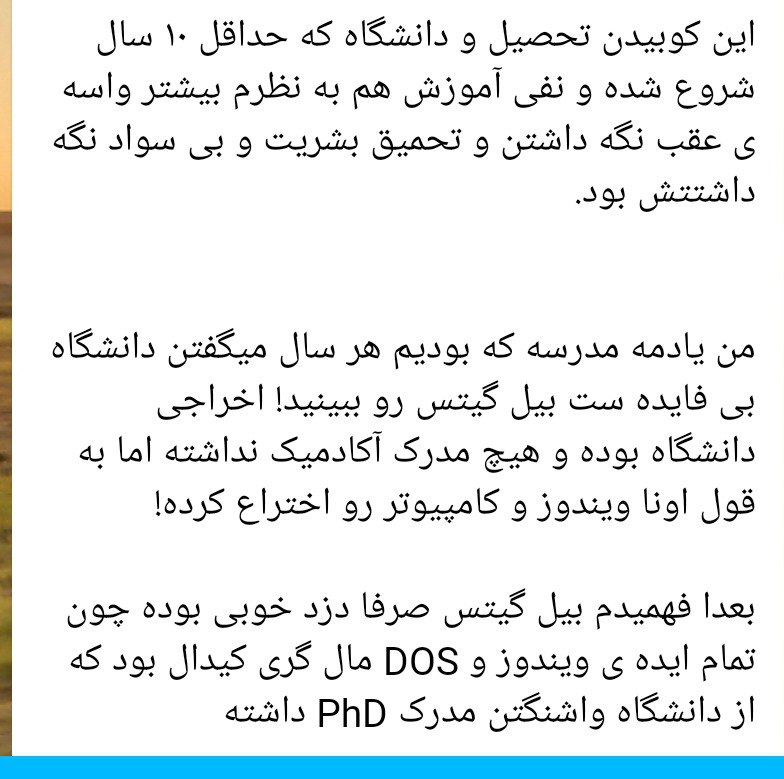 این کوبیدن تحصیل و دانشگاه که حداقل ۱۰ سال
شروع شده و نفی آموزش هم به نظرم بیشتر واسه
ی عقب نگه داشتن و تحمیق بشریت و بی سواد نگه
داشتتش بود.
من یادمه مدرسه که بودیم هر سال میگفتن دانشگاه
بی فایده ست بیل گیتس رو ببینید! اخراجی
دانشگاه بوده و هیچ مدرک آکادمیک نداشته اما به
قول اونا ویندوز و کامپیوتر رو اختراع کرده!
بعدا فهمیدم بیل گیتس صرفا دزد خوبی بوده چون
تمام ایده ی ویندوز و DOS مال گری کیدال بود که
از دانشگاه واشنگتن مدرک PhD داشته